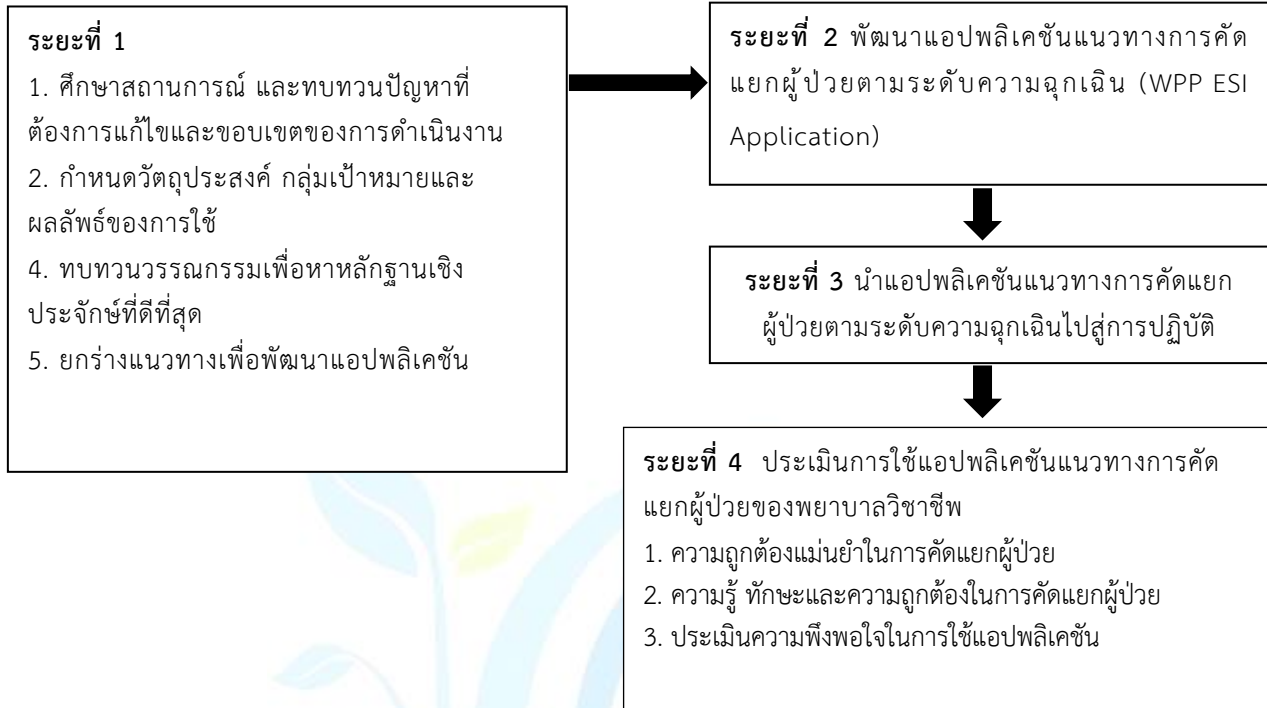 ระยะที่ 1
1. ศึกษาสถานการณ์ และทบทวนปัญหาที่
ต้องการแก้ไขและขอบเขตของการดำเนินงาน
2. กำหนดวัตถุประสงค์ กลุ่มเป้าหมายและ
ผลลัพธ์ของการใช้
4. ทบทวนวรรณกรรมเพื่อหาหลักฐานเชิง
ประจักษ์ที่ดีที่สุด
5. ยกร่างแนวทางเพื่อพัฒนาแอปพลิเคชัน
ระยะที่ 2 พัฒนาแอปพลิเคชันแนวทางการคัด
แยกผู้ป่วยตามระดับความฉุกเฉิน (WPP ESI
Application)
ระยะที่ 3 นำแอปพลิเคชันแนวทางการคัดแยก
ผู้ป่วยตามระดับความฉุกเฉินไปสู่การปฏิบัติ
ระยะที่ 4 ประเมินการใช้แอปพลิเคชันแนวทางการคัด
แยกผู้ป่วยของพยาบาลวิชาชีพ
1. ความถูกต้องแม่นยำในการคัดแยกผู้ป่วย
2. ความรู้ ทักษะและความถูกต้องในการคัดแยกผู้ป่วย
3. ประเมินความพึงพอใจในการใช้แอปพลิเคชัน